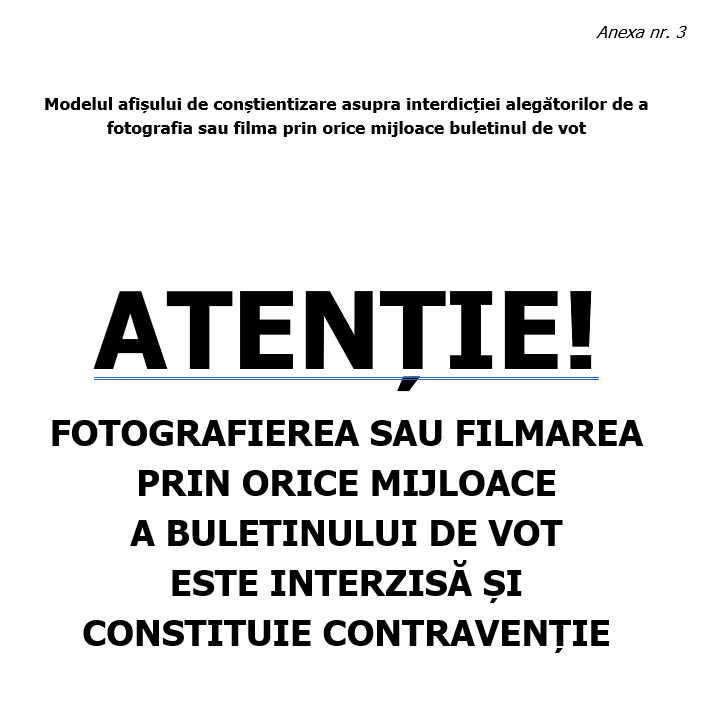 Anexa nr. 3
Modelul afișului de conștientizare asupra interdicției alegătorilor de a
fotografia sau filma prin orice mijloace buletinul de vot
ATENȚIE!
FOTOGRAFIEREA SAU FILMAREA
PRIN ORICE MIJLOACE
A BULETINULUI DE VOT
ESTE INTERZISĂ ȘI
CONSTITUIE CONTRAVENȚIE